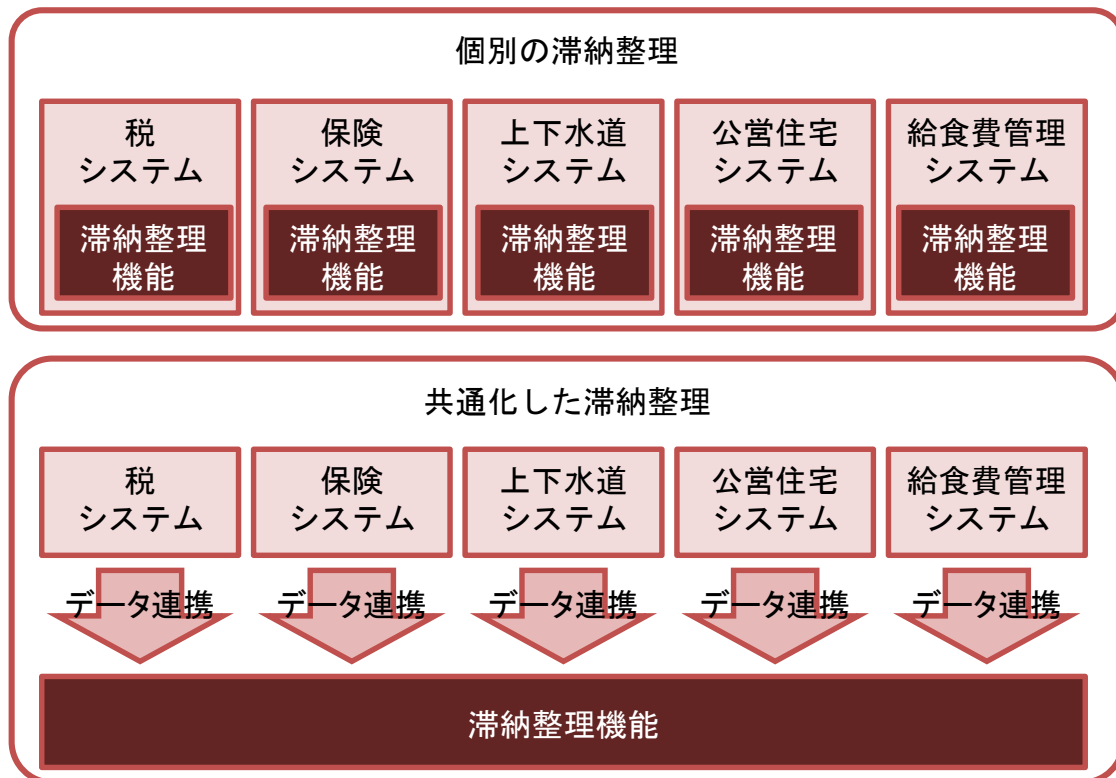 個別の滞納整理
税
システム
保険
システム
上下水道
システム
公営住宅
システム
給食費管理
システム
滞納整理
機能
滞納整理
機能
滞納整理
機能
滞納整理
機能
滞納整理
機能
共通化した滞納整理
税
システム
保険
システム
上下水道
システム
公営住宅
システム
給食費管理
システム
データ連携
データ連携
データ連携
データ連携
データ連携
滞納整理機能